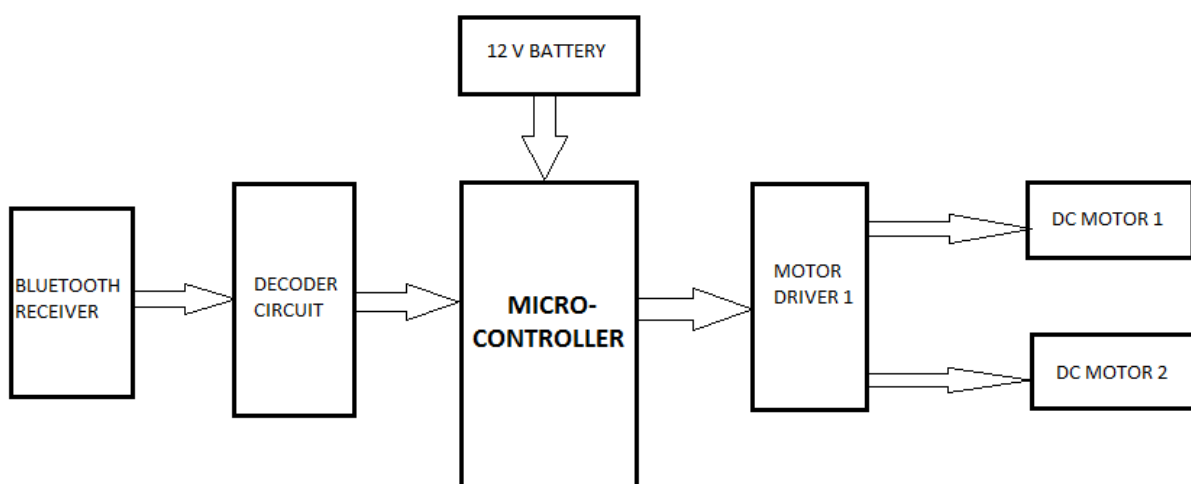 12 V BATTERY
BLUETOOTH
RECEIVER
DECODER
CIRCUIT
MICRO-
CONTROLLER
MOTOR
DRIVER 1
DC MOTOR 1
DC MOTOR 2